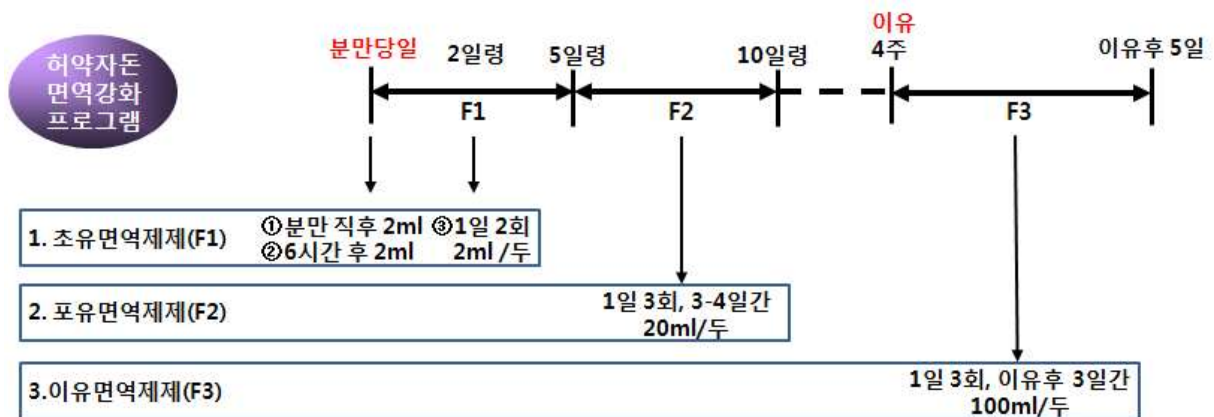 허약자돈
면역강화
프로그램
분만당일
2일령
5일령
10일령
이유
4주
이유후 5일
F1
F2
F3
1. 초유면역제제(F1)
①분만 직후 2ml ③1일 2회
②6시간 후 2ml 2ml /두
2. 포유면역제제(F2)
1일 3회, 3-4일간
20ml/두
3.이유면역제제(F3)
1일 3회, 이유후 3일간
100ml/두